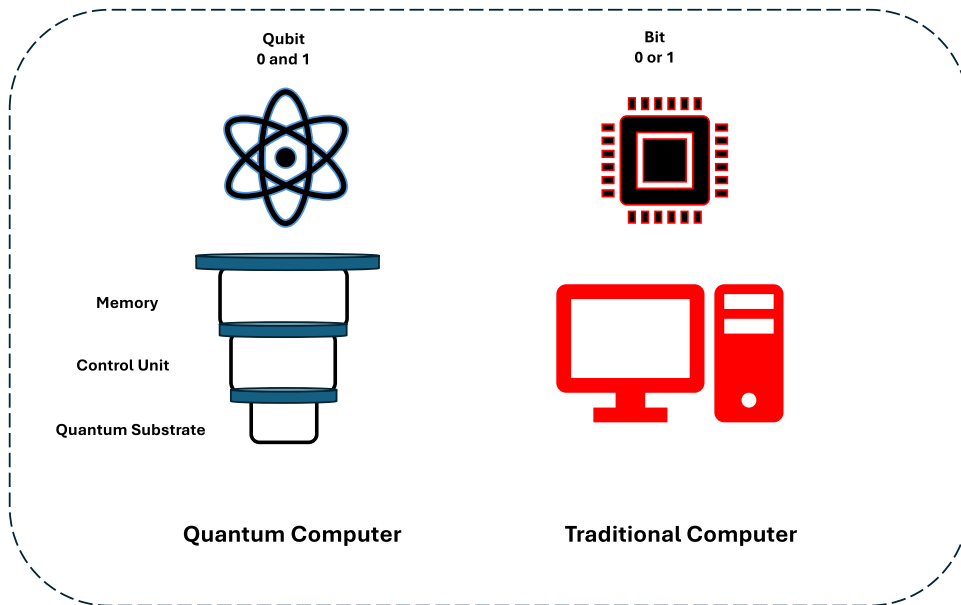 Qubit
0 and 1
Bit
0 or 1
Memory
Control Unit
Quantum Substrate
Quantum Computer
Traditional Computer